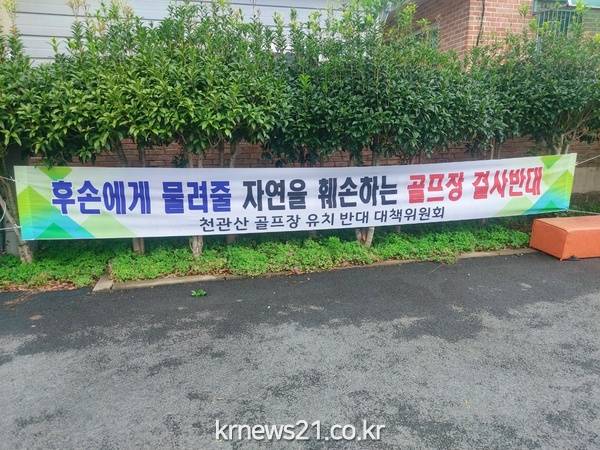 후손에게 물려줄 자연을 훼손하는 골프장 결사반대
천관산 골프장 유치 반대 대책위원회
krnews21.co.kr